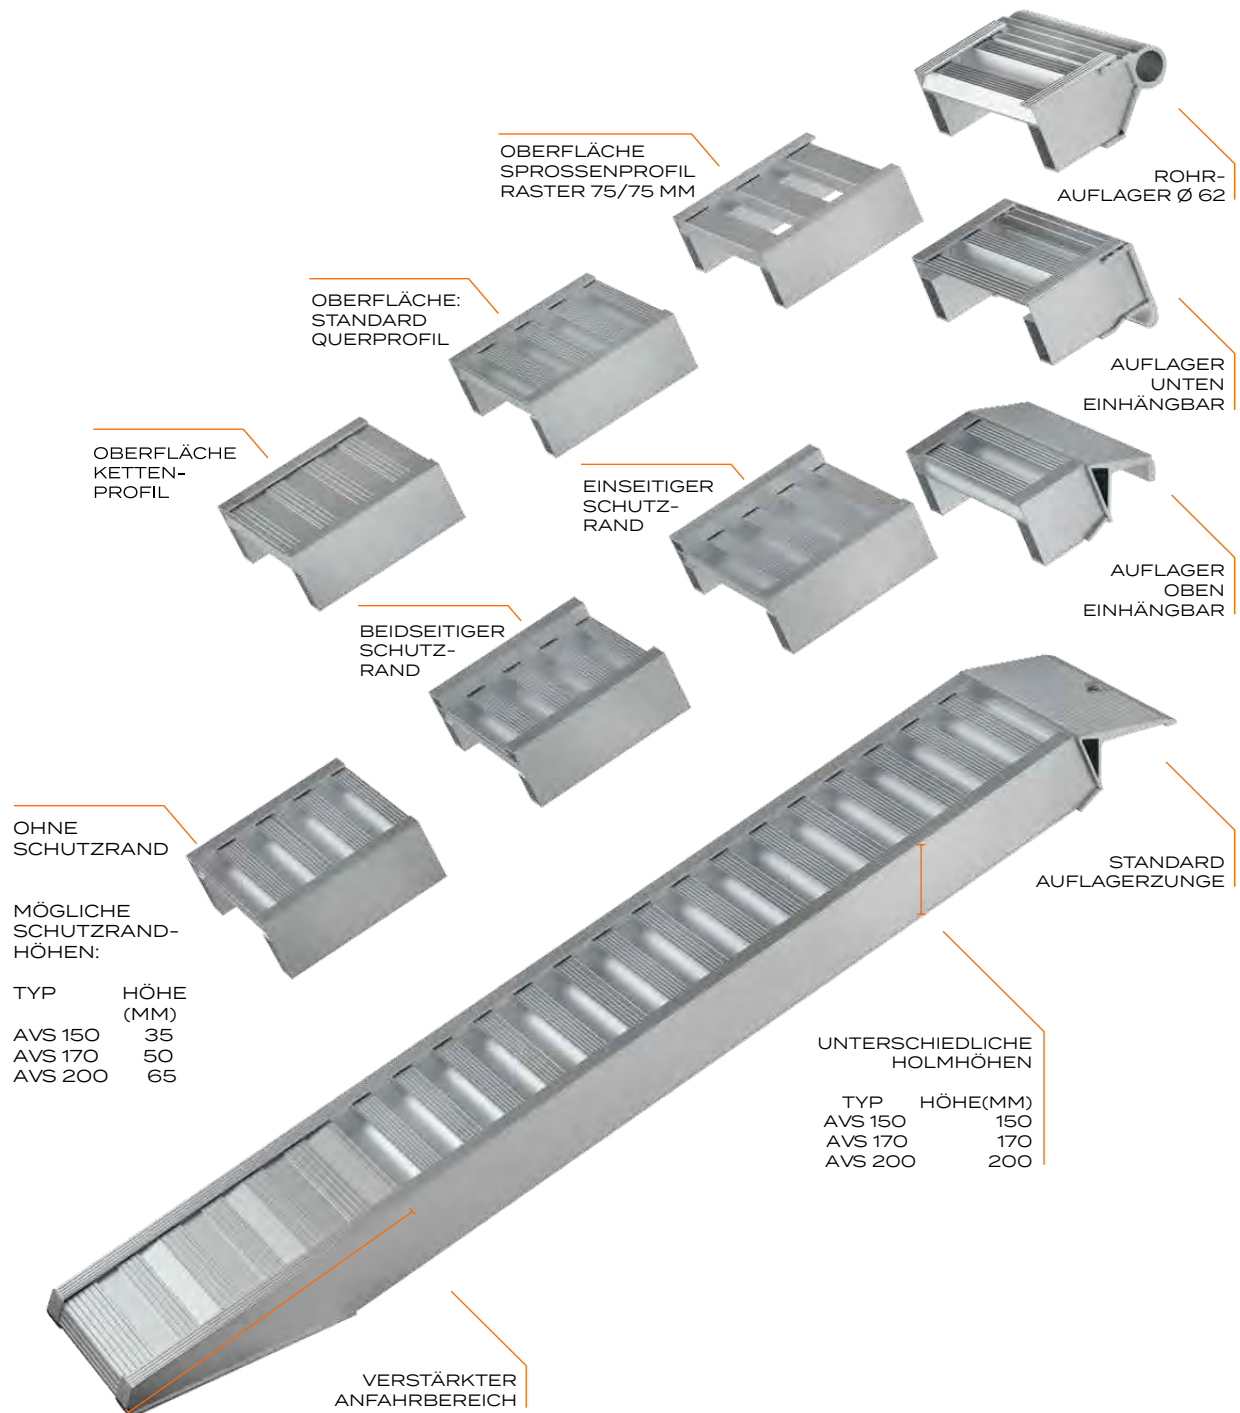 OBERFLÄCHE
SPROSSENPROFIL
RASTER 75/75 MM
ROHR-
AUFLAGER Ø 62
OBERFLÄCHE:
STANDARD
QUERPROFIL
AUFLAGER
UNTEN
EINHÄNGBAR
OBERFLÄCHE
KETTEN-
PROFIL
EINSEITIGER
SCHUTZ-
RAND
AUFLAGER
OBEN
EINHÄNGBAR
BEIDSEITIGER
SCHUTZ-
RAND
OHNE
SCHUTZRAND
STANDARD
AUFLAGERZUNGE
MÖGLICHE
SCHUTZRAND-
HÖHEN:
TYP HÖHE
(MM)
AVS 150 35
AVS 170 50
AVS 200 65
UNTERSCHIEDLICHE
HOLMHÖHEN
TYP HÖHE(MM)
AVS 150 150
AVS 170 170
AVS 200 200
VERSTÄRKTER
ANFAHRBEREICH